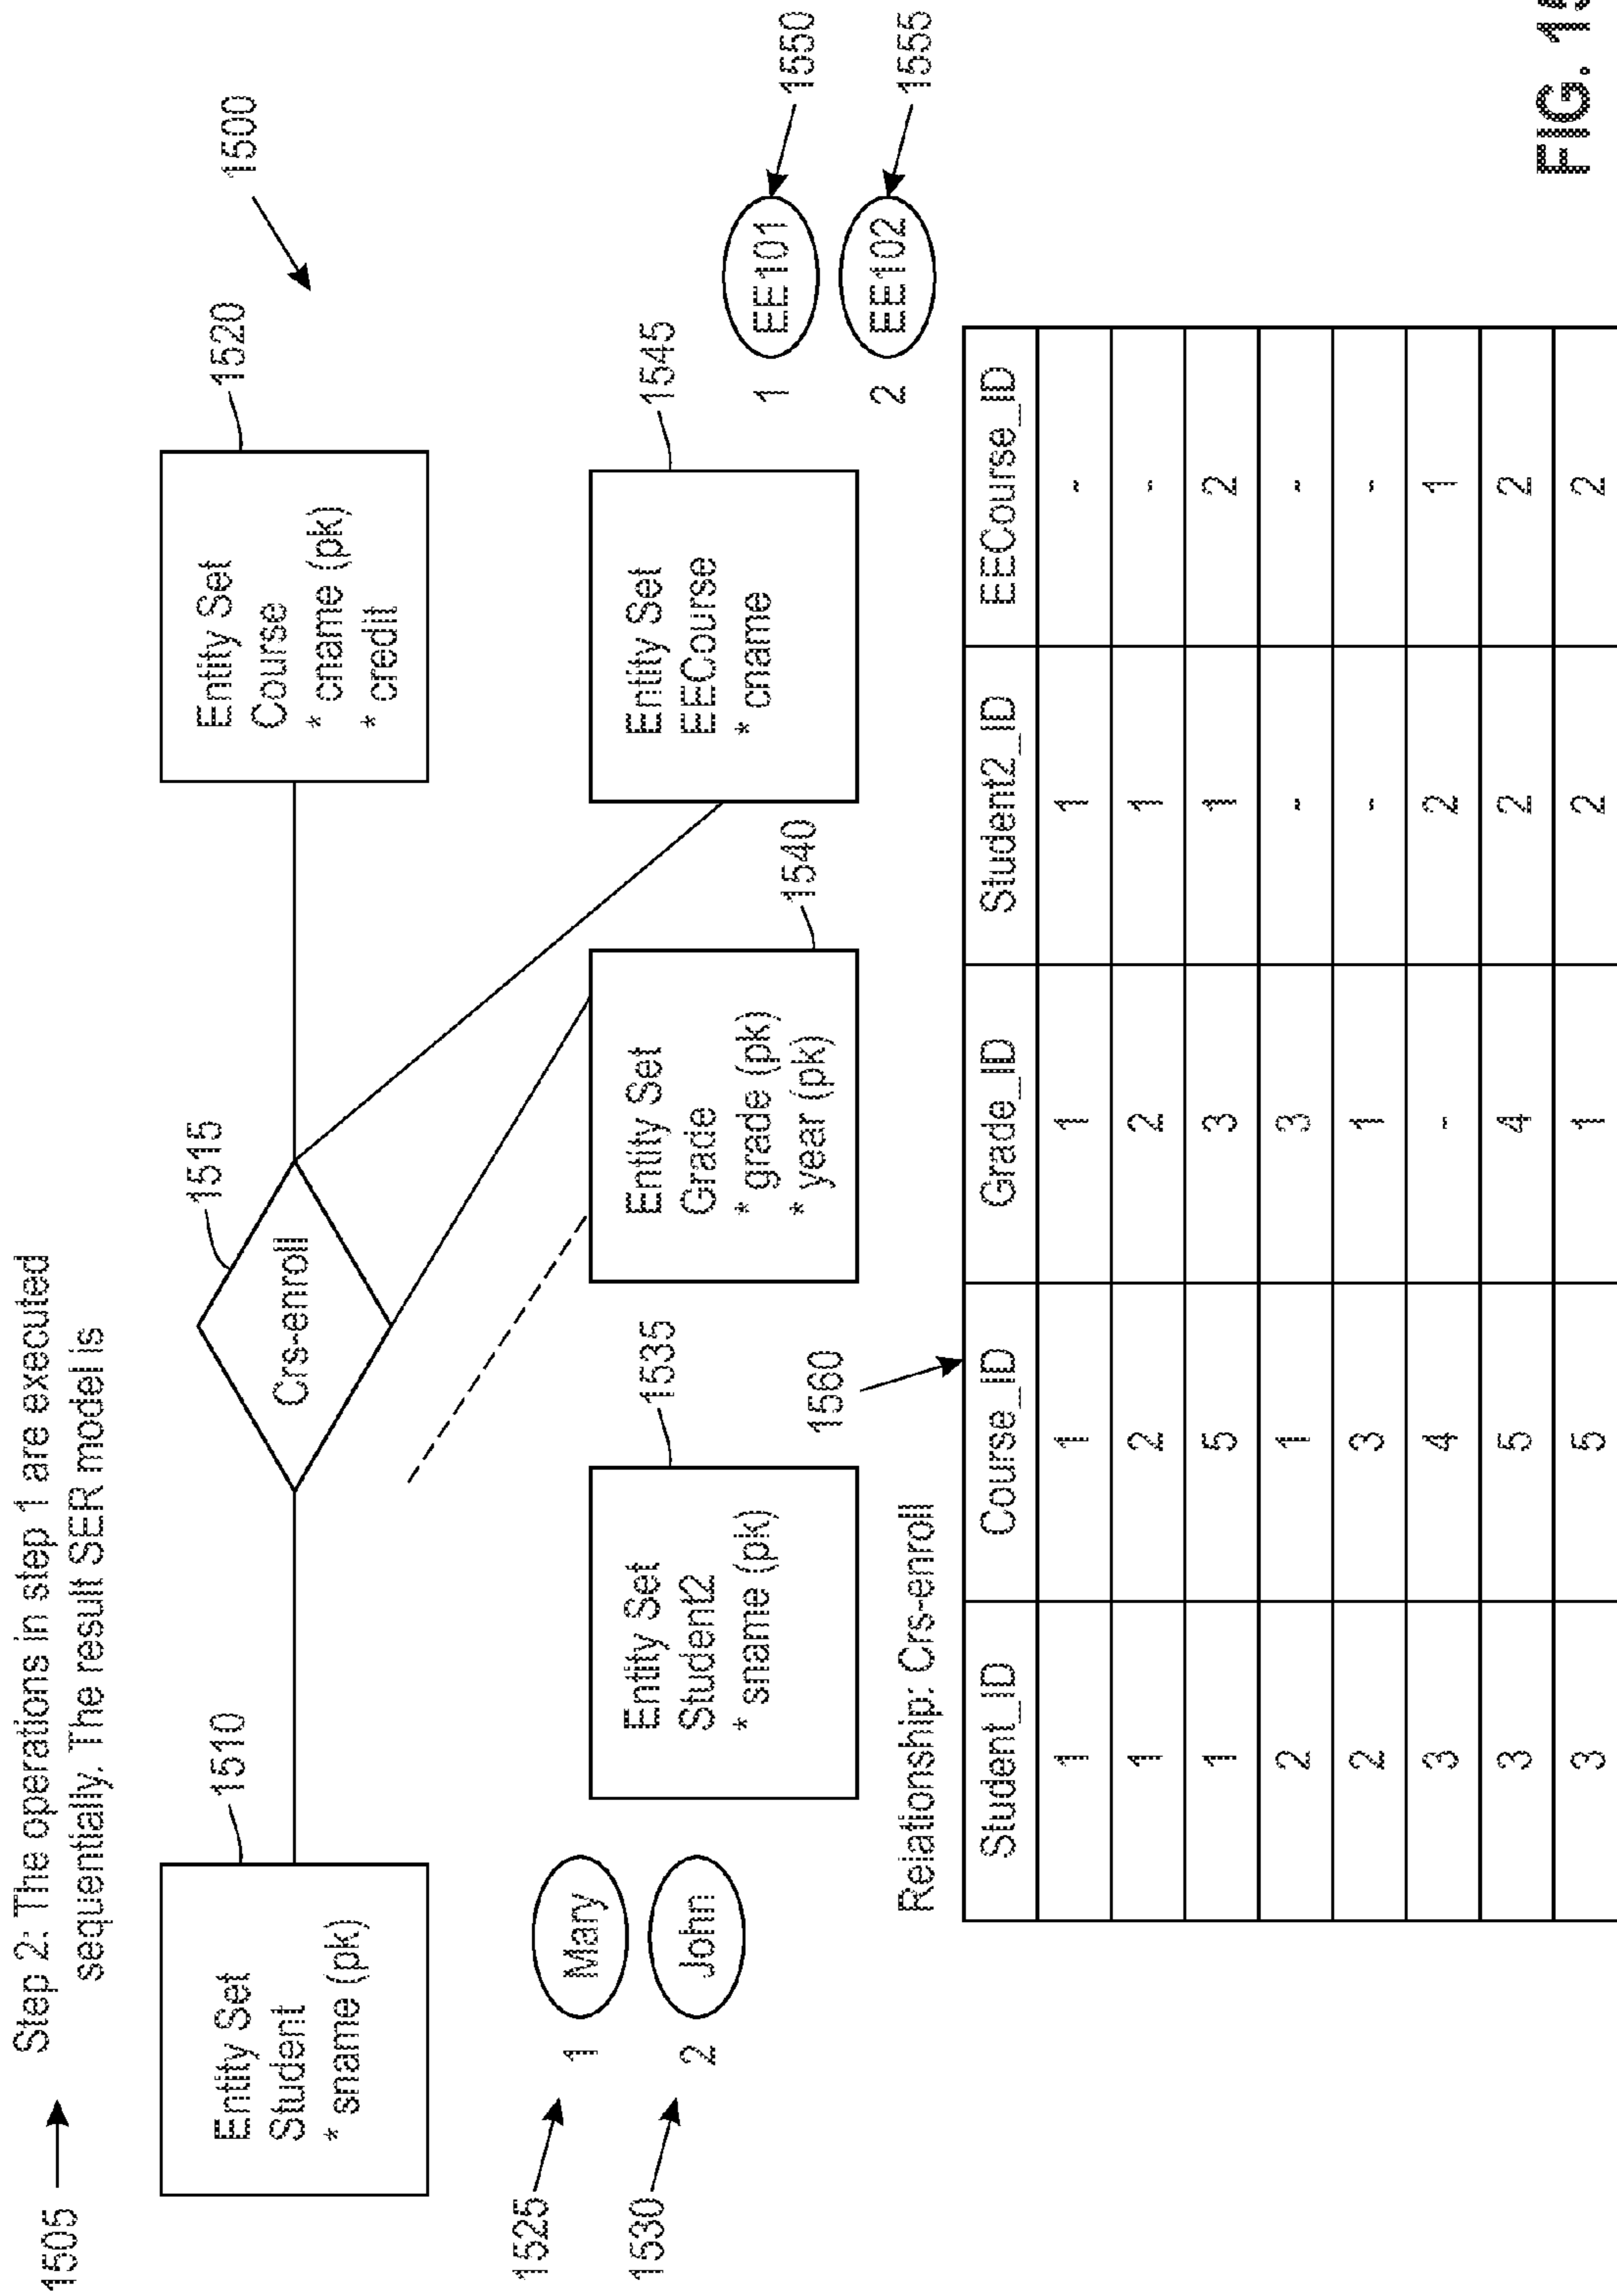 1505
Step 2: The operations in step 1 are executed
sequentially. The result SER model is
1500
1510
Entity Set
Student
* sname (pk)
1515
Crs-enroll
1520
Entity Set
Course
* cname (pk)
* credit
1525
1
Mary
1530
2
John
1535
Entity Set
Student2
* sname (pk)
1540
Entity Set
Grade
* grade (pk)
* year (pk)
1545
Entity Set
EECourse
* cname
1
EE101
1550
2
EE102
1555
Relationship: Crs-enroll
1560
Student_ID Course_ID Grade_ID Student2_ID EECourse_ID
1 1 1 1 -
1 2 2 1 -
1 5 3 1 2
2 1 3 - -
2 3 1 - -
3 4 - 2 1
3 5 4 2 2
3 5 1 2 2
FIG.